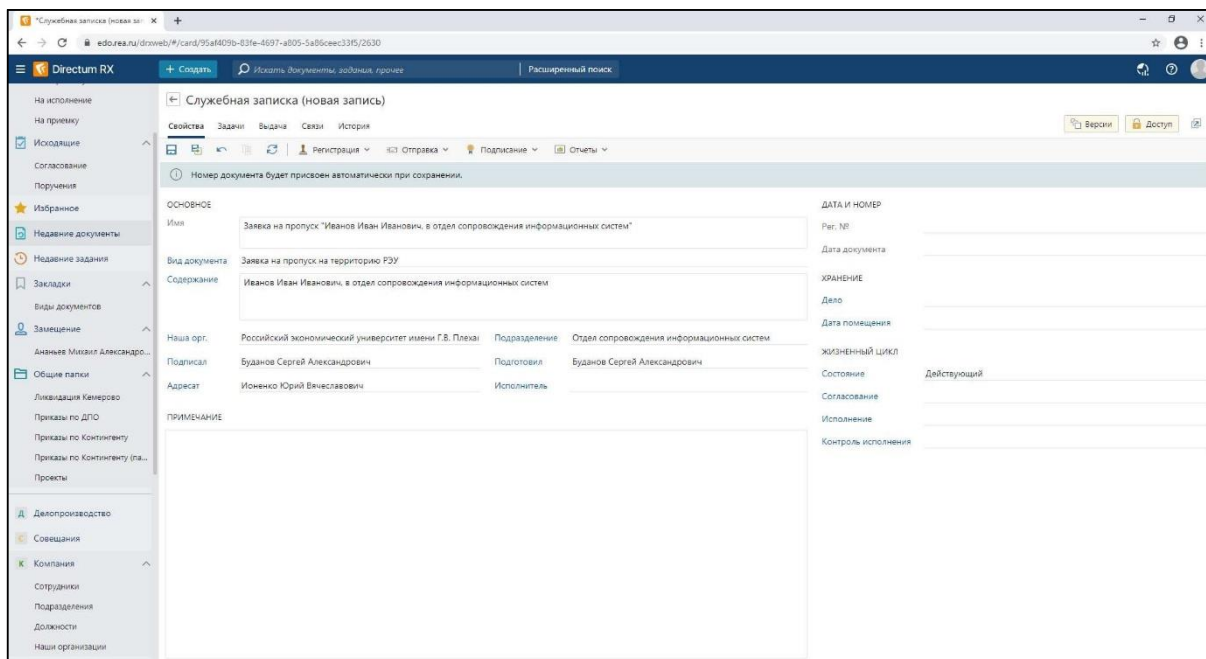 *Служебная записка (новая за
edo.rea.ru/drxweb/#/card/95af409b-83fe-4697-a805-5a86ceec33f5/2630
Directum RX
+ Создать
Искать документы, задания, прочее
Расширенный поиск
На исполнение
На приемку
Исходящие
Согласование
Поручения
Избранное
Недавние документы
Недавние задания
Закладки
Виды документов
Замещение
Ананьев Михаил Александро...
Общие папки
Ликвидация Кемерово
Приказы по ДПО
Приказы по Контингенту
Приказы по Контингенту (па...
Проекты
Д Делопроизводство
С Совещания
К Компания
Сотрудники
Подразделения
Должности
Наши организации
Служебная записка (новая запись)
Свойства Задачи Выдача Связи История
Версии Доступ
Регистрация Отправка Подписание Отчеты
Номер документа будет присвоен автоматически при сохранении.
ОСНОВНОЕ
Имя Заявка на пропуск "Иванов Иван Иванович, в отдел сопровождения информационных систем"
Вид документа Заявка на пропуск на территорию РЭУ
Содержание Иванов Иван Иванович, в отдел сопровождения информационных систем
Наша орг. Российский экономический университет имени Г.В. Плеха Подразделение Отдел сопровождения информационных систем
Подписал Буданов Сергей Александрович Подготовил Буданов Сергей Александрович
Адресат Ионенко Юрий Вячеславович Исполнитель
ПРИМЕЧАНИЕ
ДАТА И НОМЕР
Рег. №
Дата документа
ХРАНЕНИЕ
Дело
Дата помещения
ЖИЗНЕННЫЙ ЦИКЛ
Состояние Действующий
Согласование
Исполнение
Контроль исполнения